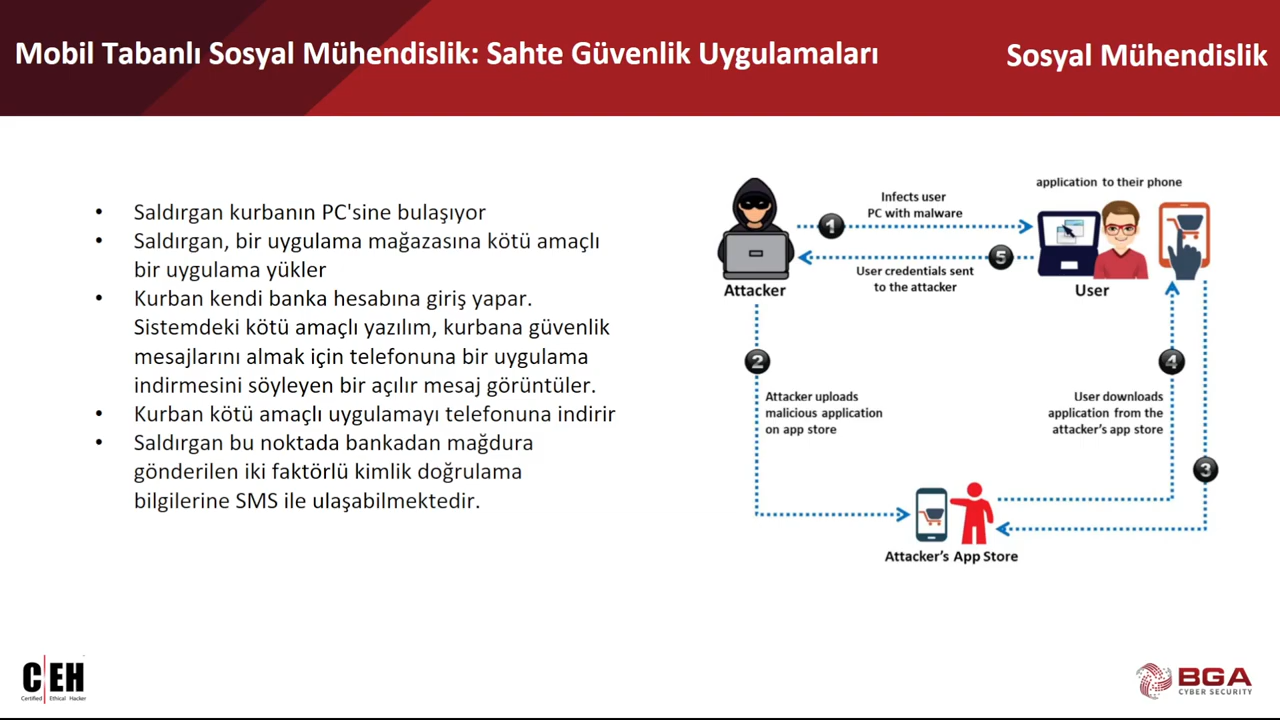 Mobil Tabanlı Sosyal Mühendislik: Sahte Güvenlik Uygulamaları
Sosyal Mühendislik
• Saldırgan kurbanın PC'sine bulaşıyor
• Saldırgan, bir uygulama mağazasına kötü amaçlı
bir uygulama yükler
• Kurban kendi banka hesabına giriş yapar.
Sistemdeki kötü amaçlı yazılım, kurbana güvenlik
mesajlarını almak için telefonuna bir uygulama
indirmesini söyleyen bir açılır mesaj görüntüler.
• Kurban kötü amaçlı uygulamayı telefonuna indirir
• Saldırgan bu noktada bankadan mağdura
gönderilen iki faktörlü kimlik doğrulama
bilgilerine SMS ile ulaşabilmektedir.
application to their phone
Infects user
PC with malware
1
5
User credentials sent
to the attacker
Attacker
User
2
Attacker uploads
malicious application
on app store
4
User downloads
application from the
attacker's app store
3
Attacker's App Store
C|EH
Certified Ethical Hacker
BGA
CYBER SECURITY